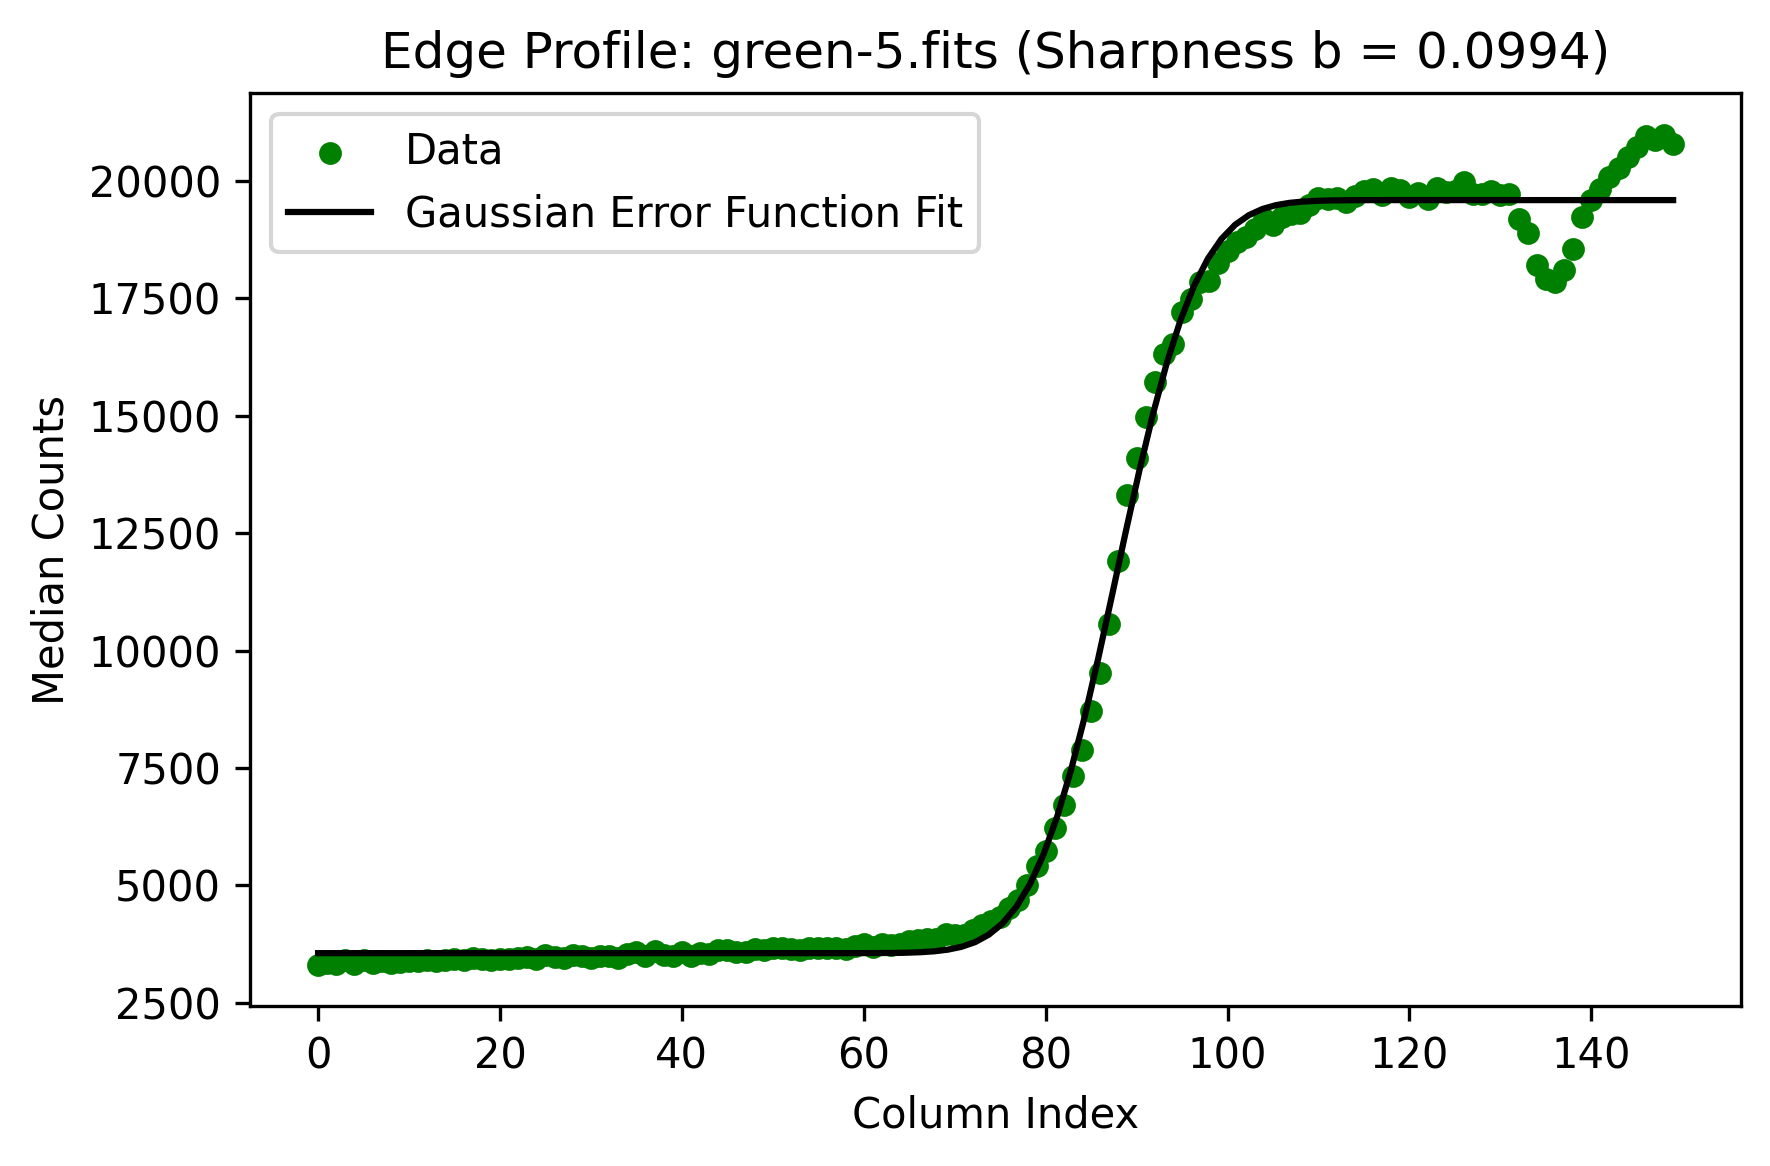 Edge Profile: green-5.fits (Sharpness b = 0.0994)
Data
Gaussian Error Function Fit
20000
17500
15000
12500
10000
7500
5000
2500
Median Counts
0 20 40 60 80 100 120 140
Column Index